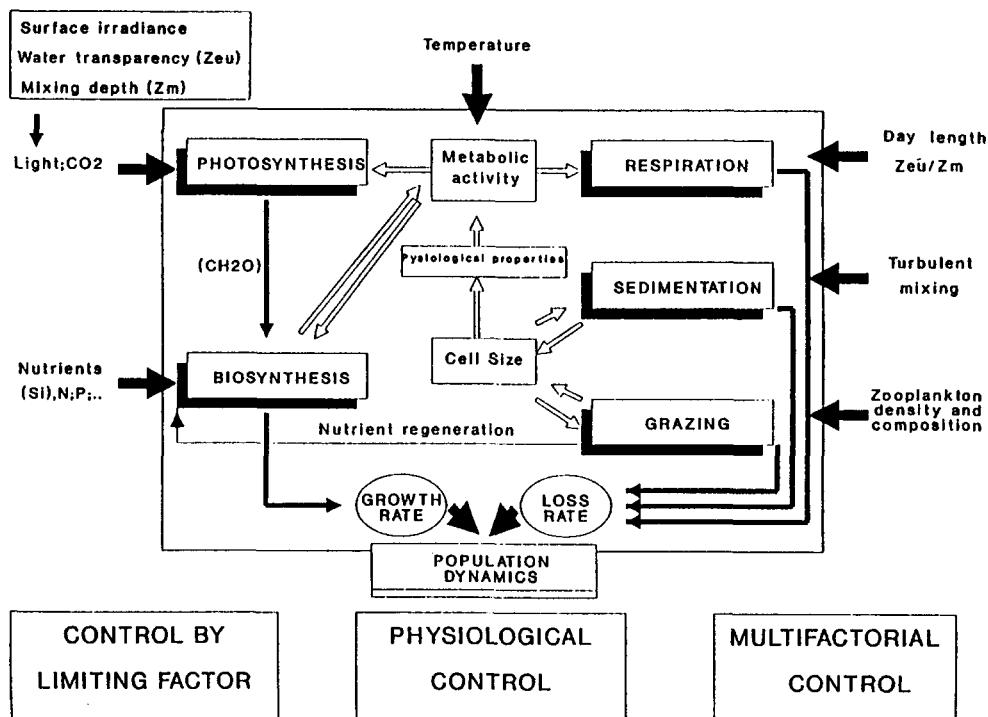 Surface irradiance
Water transparency (Zeu)
Mixing depth (Zm)
Temperature
Light;CO2
PHOTOSYNTHESIS
Metabolic
activity
RESPIRATION
Day length
Zeu/Zm
(CH2O)
Pysiological properties
SEDIMENTATION
Turbulent
mixing
Cell Size
Nutrients
(Si),N;P;..
BIOSYNTHESIS
Nutrient regeneration
GRAZING
Zooplankton
density and
composition
GROWTH
RATE
LOSS
RATE
POPULATION
DYNAMICS
CONTROL BY
LIMITING FACTOR
PHYSIOLOGICAL
CONTROL
MULTIFACTORIAL
CONTROL